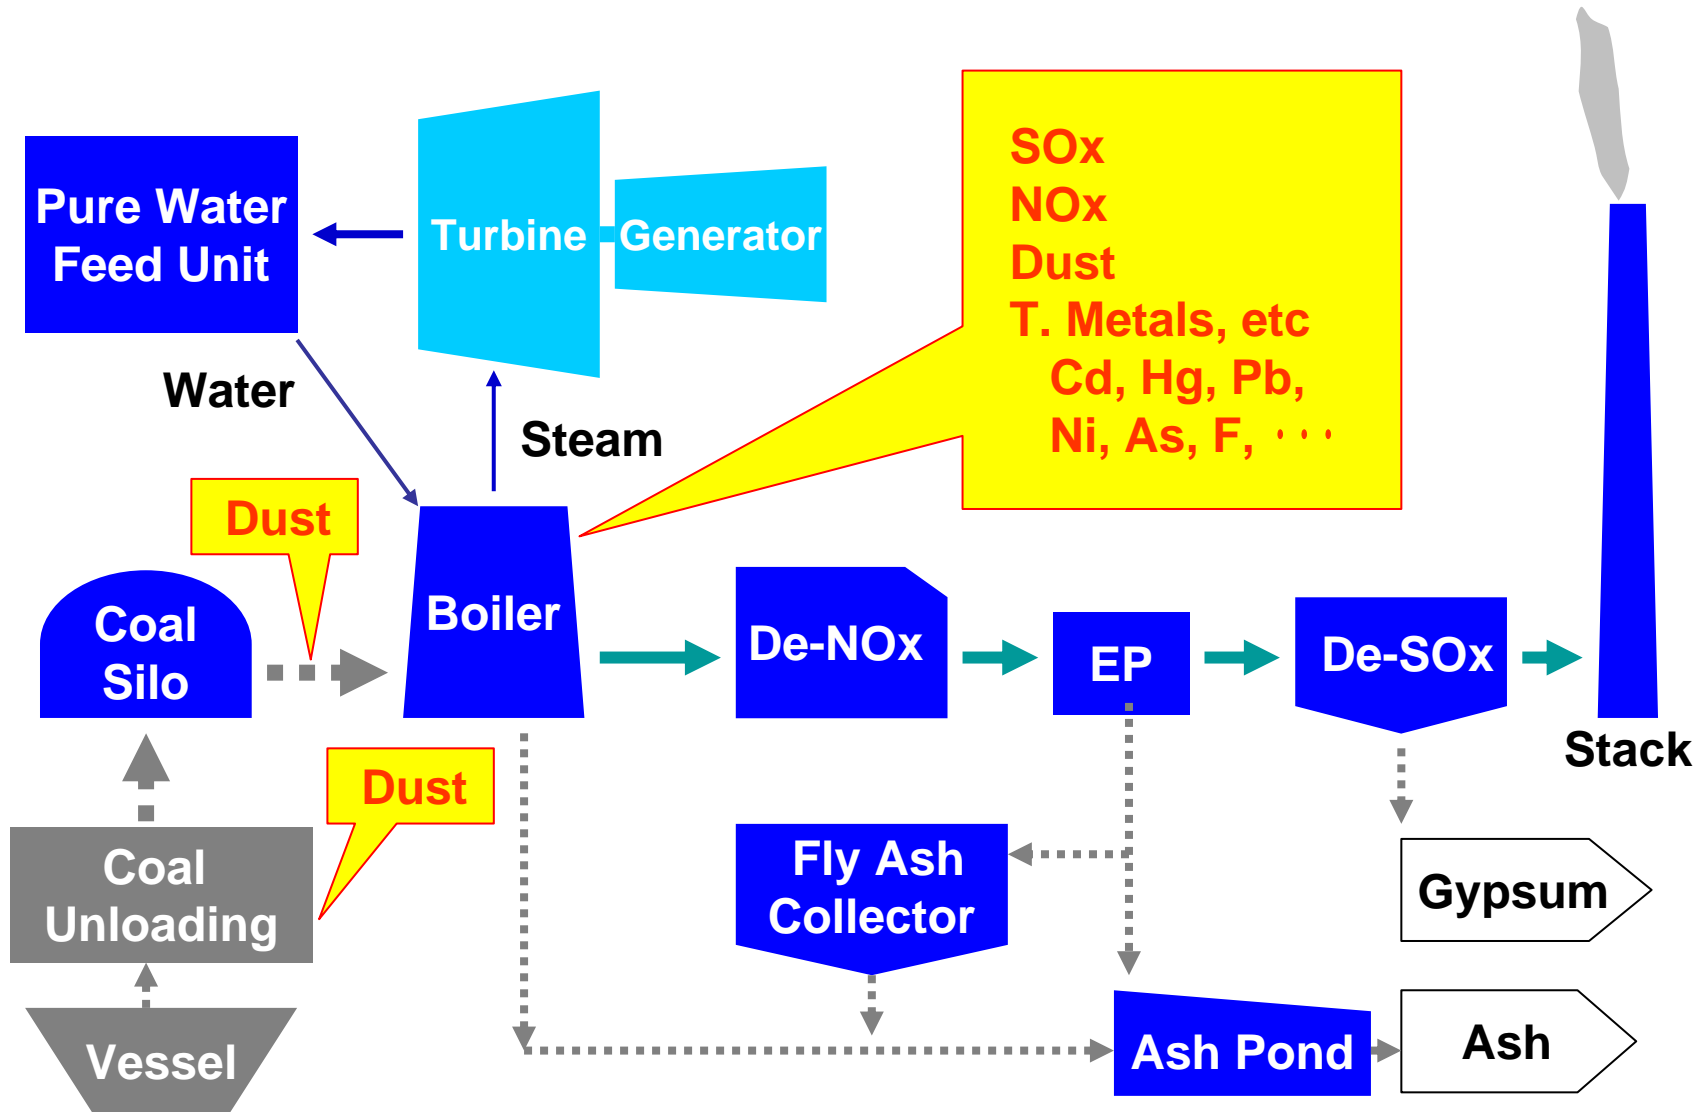 SOx
NOx
Dust
T. Metals, etc
Cd, Hg, Pb,
Ni, As, F, ・・・
Pure Water
Feed Unit
Turbine
Generator
Water
Steam
Dust
Coal
Silo
Boiler
De-NOx
EP
De-SOx
Stack
Dust
Coal
Unloading
Fly Ash
Collector
Gypsum
Vessel
Ash Pond
Ash